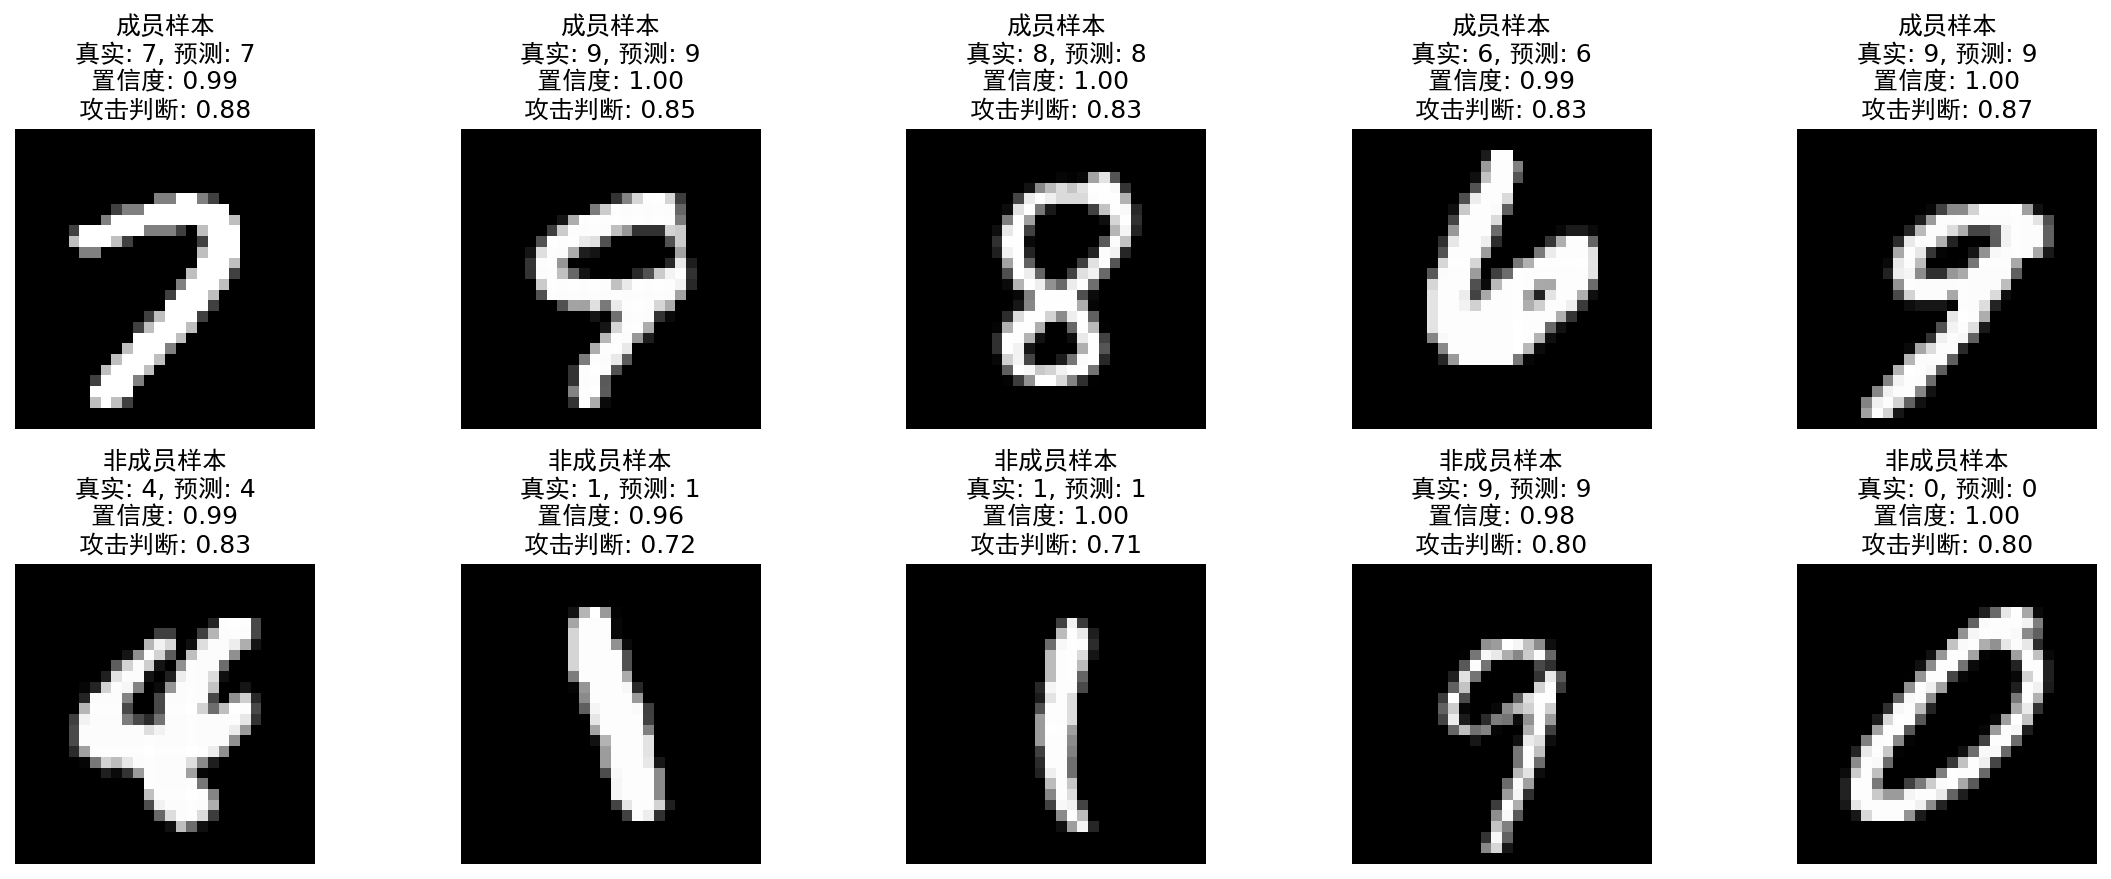 成员样本
真实: 7, 预测: 7
置信度: 0.99
攻击判断: 0.88
成员样本
真实: 9, 预测: 9
置信度: 1.00
攻击判断: 0.85
成员样本
真实: 8, 预测: 8
置信度: 1.00
攻击判断: 0.83
成员样本
真实: 6, 预测: 6
置信度: 0.99
攻击判断: 0.83
成员样本
真实: 9, 预测: 9
置信度: 1.00
攻击判断: 0.87
7
9
8
6
9
非成员样本
真实: 4, 预测: 4
置信度: 0.99
攻击判断: 0.83
非成员样本
真实: 1, 预测: 1
置信度: 0.96
攻击判断: 0.72
非成员样本
真实: 1, 预测: 1
置信度: 1.00
攻击判断: 0.71
非成员样本
真实: 9, 预测: 9
置信度: 0.98
攻击判断: 0.80
非成员样本
真实: 0, 预测: 0
置信度: 1.00
攻击判断: 0.80
4
1
1
9
0